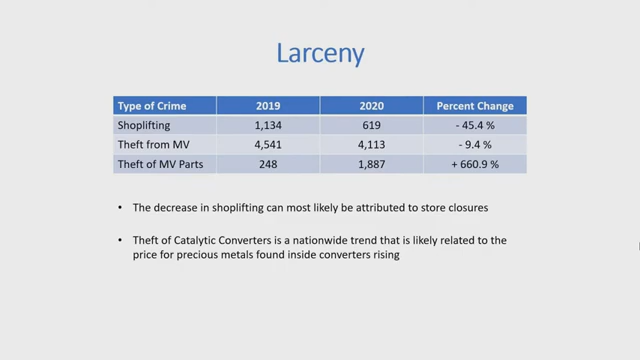 Larceny
Type of Crime 2019 2020 Percent Change
Shoplifting 1,134 619 - 45.4 %
Theft from MV 4,541 4,113 - 9.4 %
Theft of MV Parts 248 1,887 + 660.9 %
• The decrease in shoplifting can most likely be attributed to store closures
• Theft of Catalytic Converters is a nationwide trend that is likely related to the
price for precious metals found inside converters rising